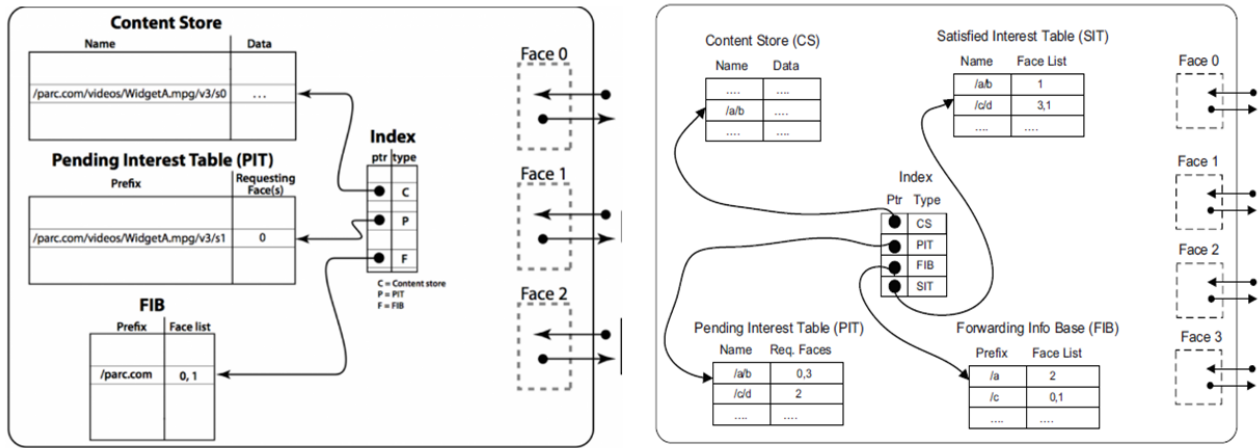 Content Store
Name Data
/parc.com/videos/WidgetA.mpg/v3/s0 ...
Pending Interest Table (PIT)
Prefix Requesting Face(s)
/parc.com/videos/WidgetA.mpg/v3/s1 0
FIB
Prefix Face list
/parc.com 0, 1
Index
ptr type
C
P
F
C = Content store
P = PIT
F = FIB
Face 0
Face 1
Face 2
Content Store (CS)
Name Data
.... ....
/a/b ....
.... ....
Satisfied Interest Table (SIT)
Name Face List
/a/b 1
/c/d 3,1
.... ....
Index
Ptr Type
CS
PIT
FIB
SIT
Pending Interest Table (PIT)
Name Req. Faces
/a/b 0,3
/c/d 2
.... ....
Forwarding Info Base (FIB)
Prefix Face List
/a 2
/c 0,1
.... ....
Face 0
Face 1
Face 2
Face 3